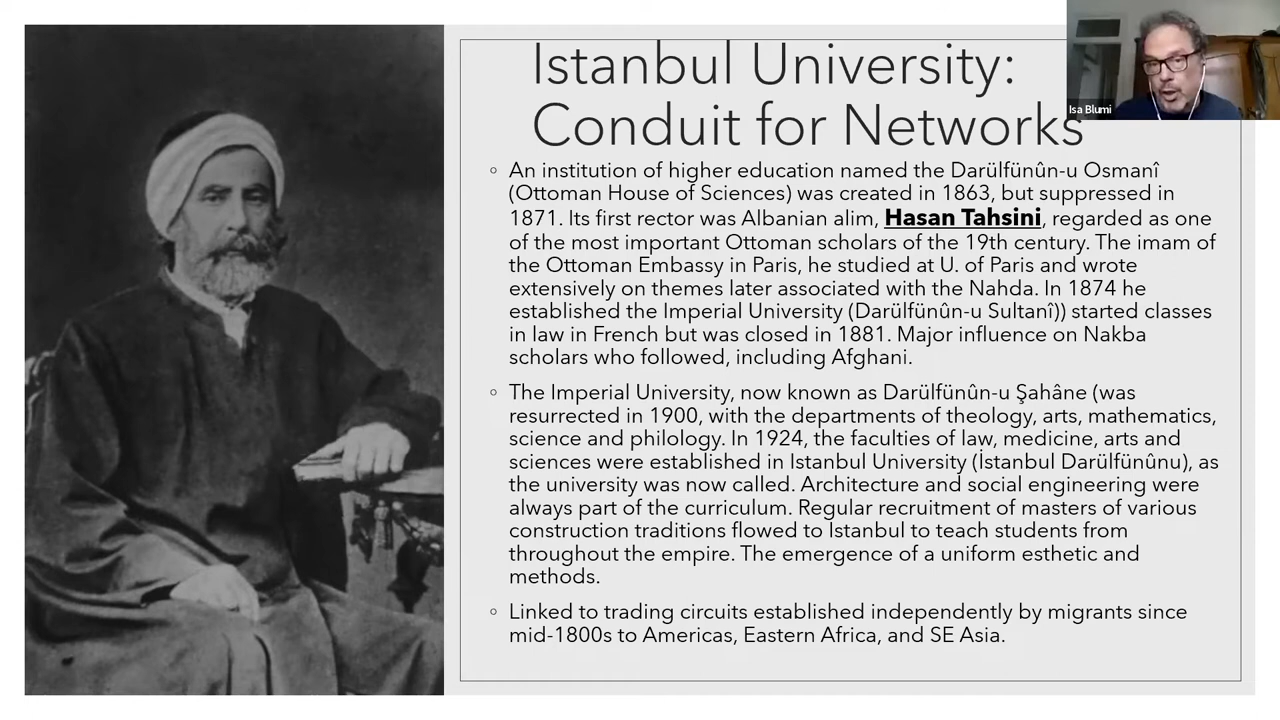 Istanbul University:
Conduit for Networks
Isa Blumi
An institution of higher education named the Darülfünûn-u Osmanî
(Ottoman House of Sciences) was created in 1863, but suppressed in
1871. Its first rector was Albanian alim, Hasan Tahsini, regarded as one
of the most important Ottoman scholars of the 19th century. The imam of
the Ottoman Embassy in Paris, he studied at U. of Paris and wrote
extensively on themes later associated with the Nahda. In 1874 he
established the Imperial University (Darülfünûn-u Sultanî)) started classes
in law in French but was closed in 1881. Major influence on Nakba
scholars who followed, including Afghani.
The Imperial University, now known as Darülfünûn-u Şahâne (was
resurrected in 1900, with the departments of theology, arts, mathematics,
science and philology. In 1924, the faculties of law, medicine, arts and
sciences were established in Istanbul University (İstanbul Darülfünûnu), as
the university was now called. Architecture and social engineering were
always part of the curriculum. Regular recruitment of masters of various
construction traditions flowed to Istanbul to teach students from
throughout the empire. The emergence of a uniform esthetic and
methods.
Linked to trading circuits established independently by migrants since
mid-1800s to Americas, Eastern Africa, and SE Asia.